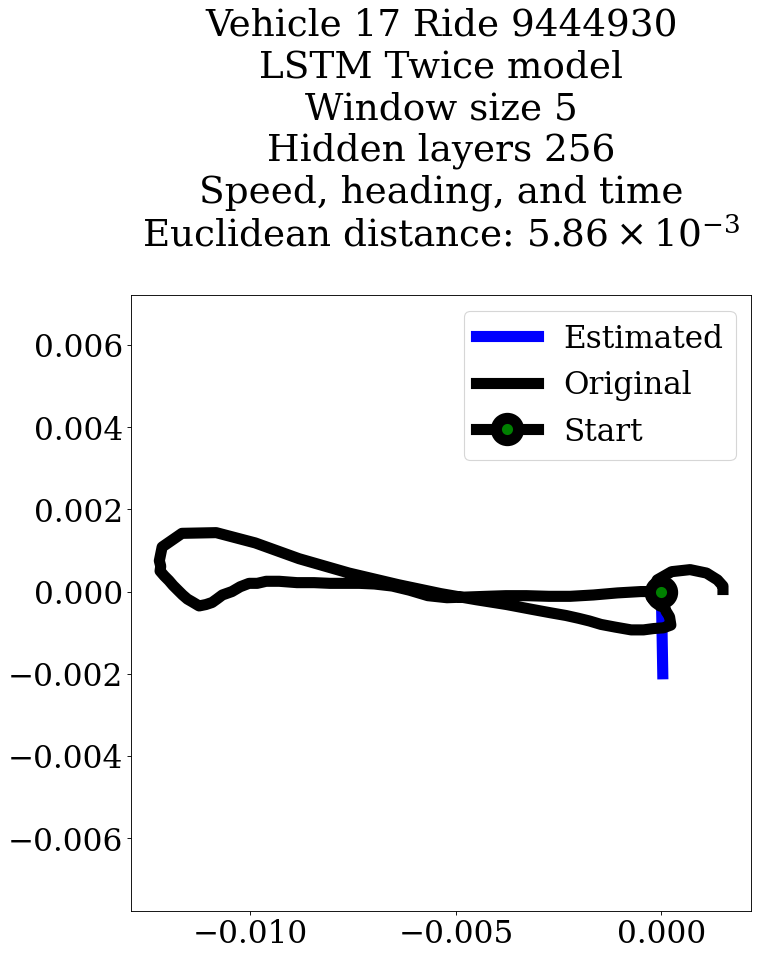 Vehicle 17 Ride 9444930
LSTM Twice model
Window size 5
Hidden layers 256
Speed, heading, and time
Euclidean distance: 5.86 × 10⁻³
Estimated
Original
Start
0.006
0.004
0.002
0.000
−0.002
−0.004
−0.006
−0.010
−0.005
0.000